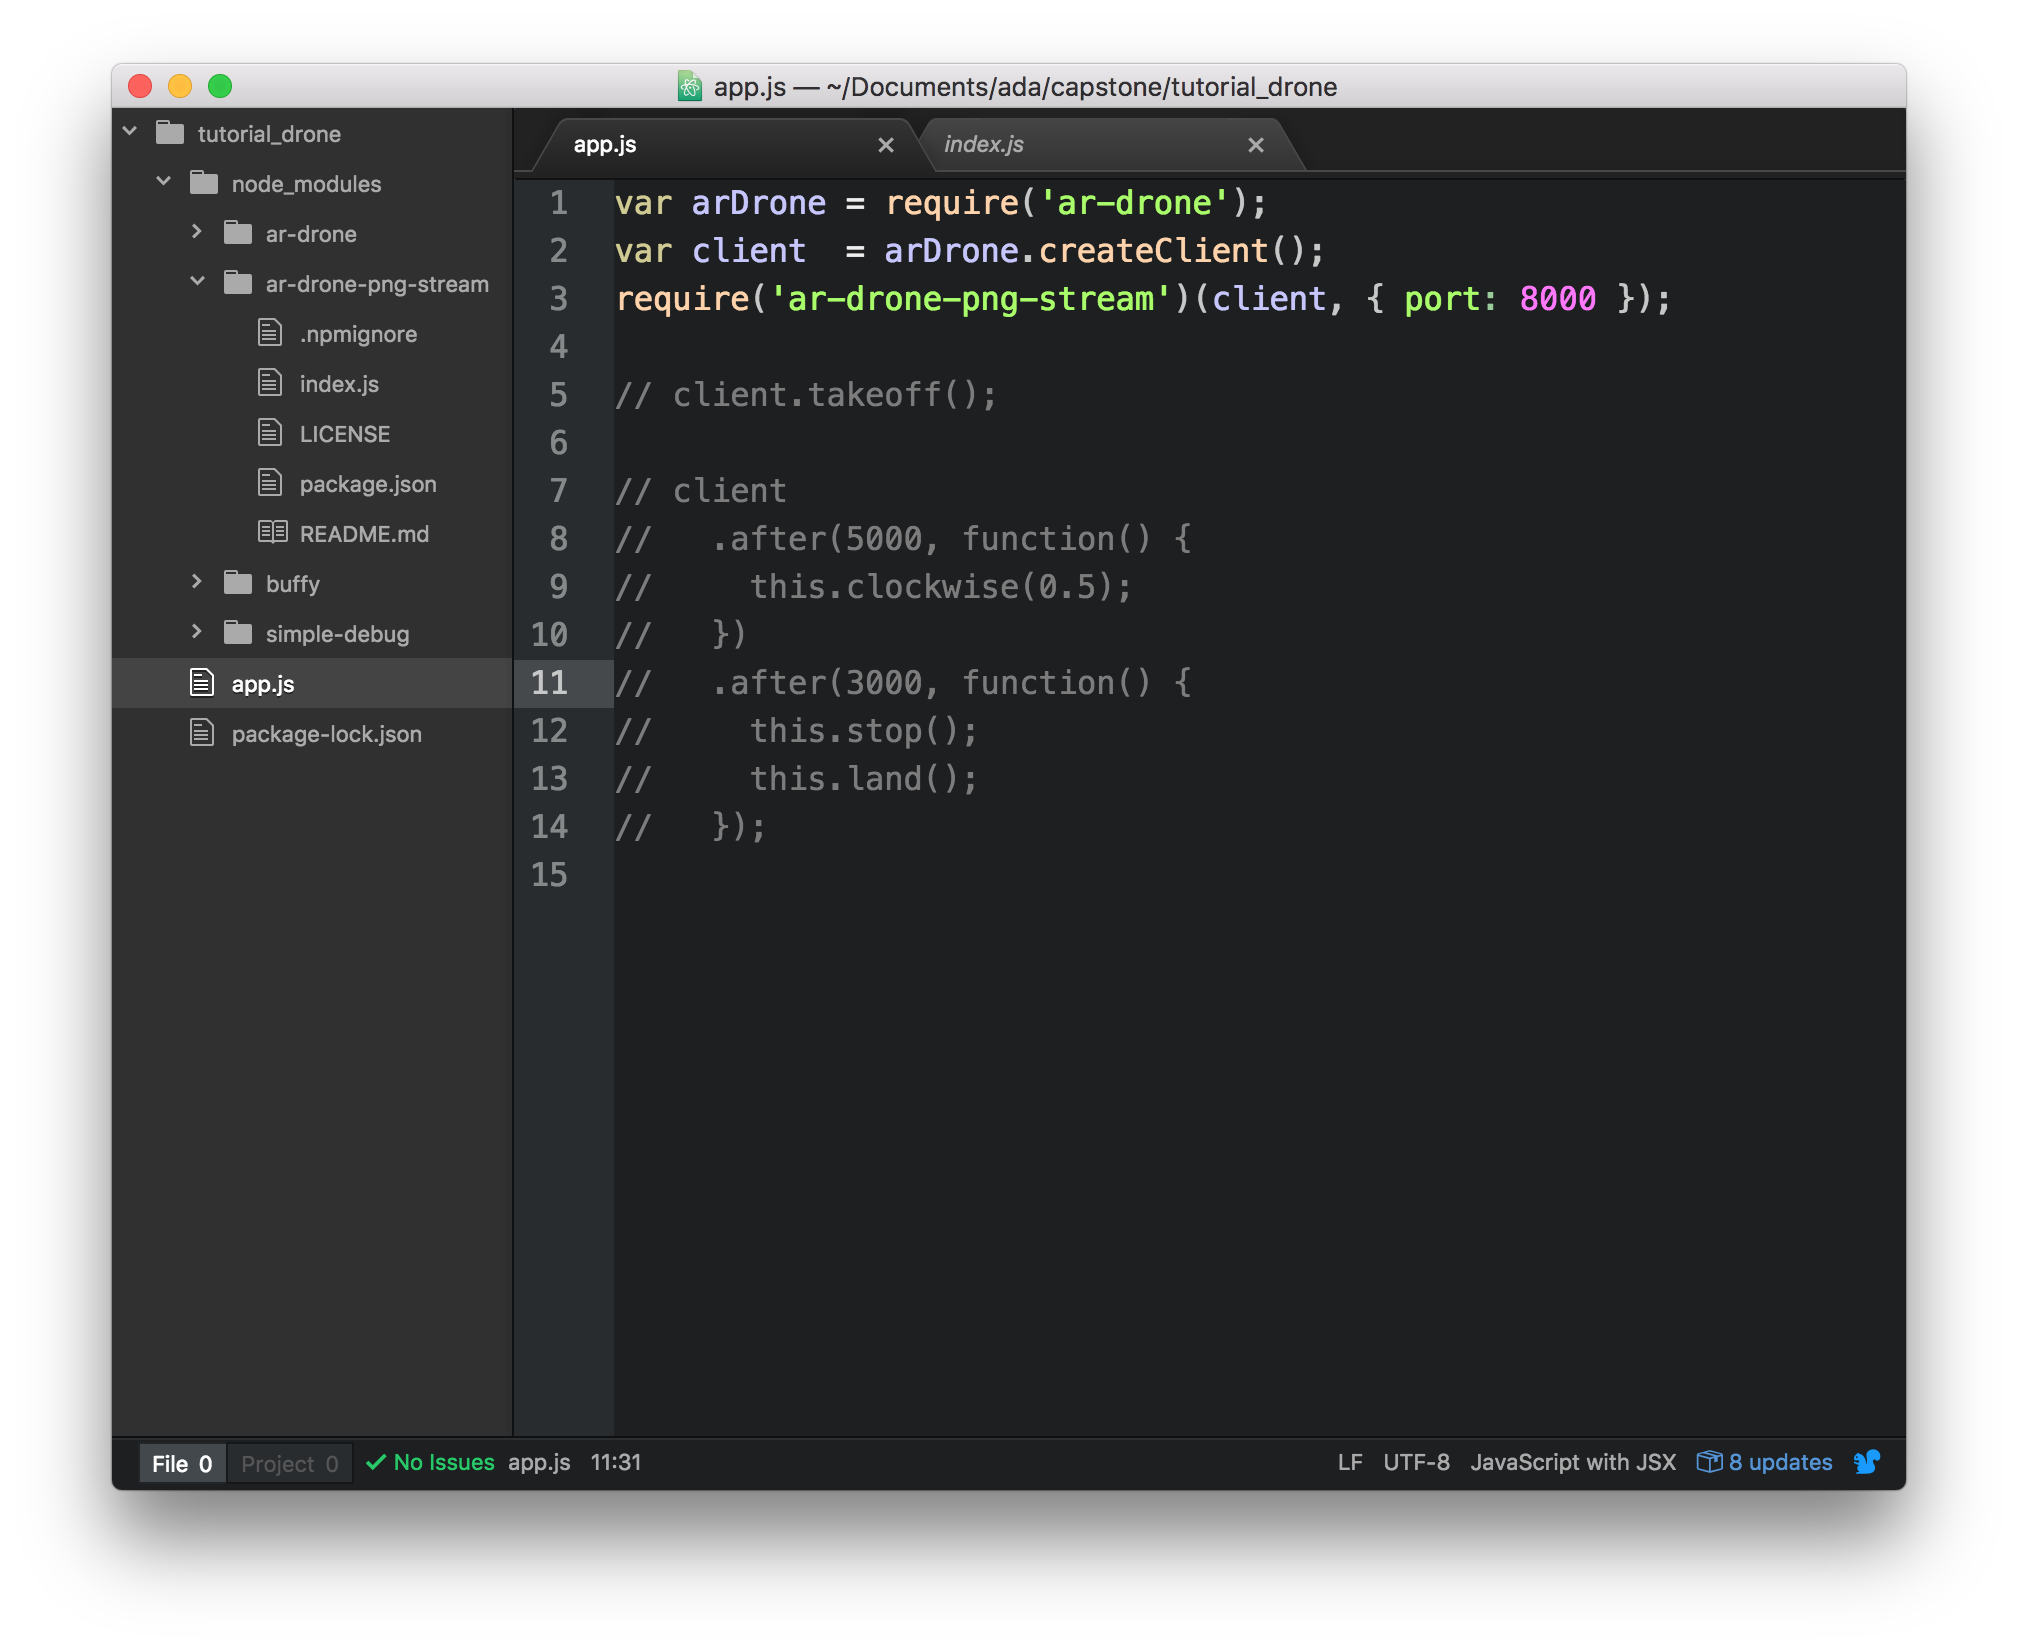 app.js — ~/Documents/ada/capstone/tutorial_drone
tutorial_drone
node_modules
ar-drone
ar-drone-png-stream
.npmignore
index.js
LICENSE
package.json
README.md
buffy
simple-debug
app.js
package-lock.json
app.js
index.js
1 var arDrone = require('ar-drone');
2 var client  = arDrone.createClient();
3 require('ar-drone-png-stream')(client, { port: 8000 });
4
5 // client.takeoff();
6
7 // client
8 //   .after(5000, function() {
9 //     this.clockwise(0.5);
10 //   })
11 //   .after(3000, function() {
12 //     this.stop();
13 //     this.land();
14 //   });
15
File 0 Project 0 No Issues app.js 11:31 LF UTF-8 JavaScript with JSX 8 updates